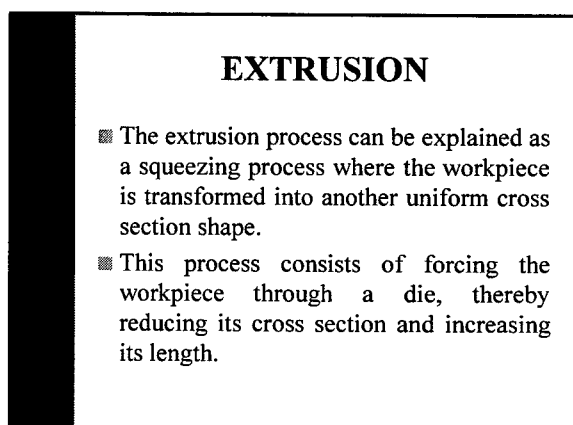 EXTRUSION
The extrusion process can be explained as
a squeezing process where the workpiece
is transformed into another uniform cross
section shape.
This process consists of forcing the
workpiece through a die, thereby
reducing its cross section and increasing
its length.